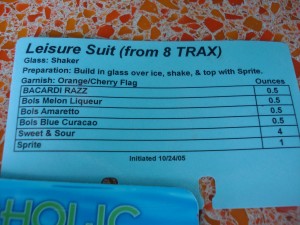 Leisure Suit (from 8 TRAX)
Glass: Shaker
Preparation: Build in glass over ice, shake, & top with Sprite.
Garnish: Orange/Cherry Flag Ounces
BACARDI RAZZ 0.5
Bols Melon Liqueur 0.5
Bols Amaretto 0.5
Bols Blue Curacao 0.5
Sweet & Sour 4
Sprite 1
Initiated 10/24/05
HOLIC